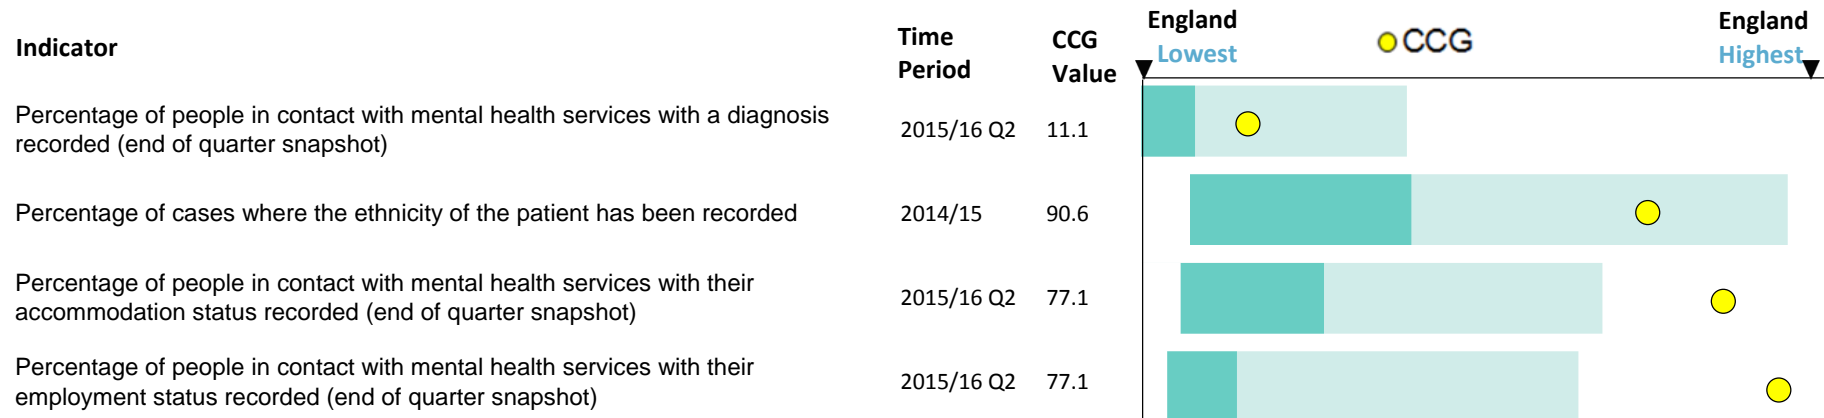 Indicator
Time Period
CCG Value
England Lowest
CCG
England Highest
Percentage of people in contact with mental health services with a diagnosis
recorded (end of quarter snapshot)
2015/16 Q2 11.1
Percentage of cases where the ethnicity of the patient has been recorded
2014/15 90.6
Percentage of people in contact with mental health services with their
accommodation status recorded (end of quarter snapshot)
2015/16 Q2 77.1
Percentage of people in contact with mental health services with their
employment status recorded (end of quarter snapshot)
2015/16 Q2 77.1